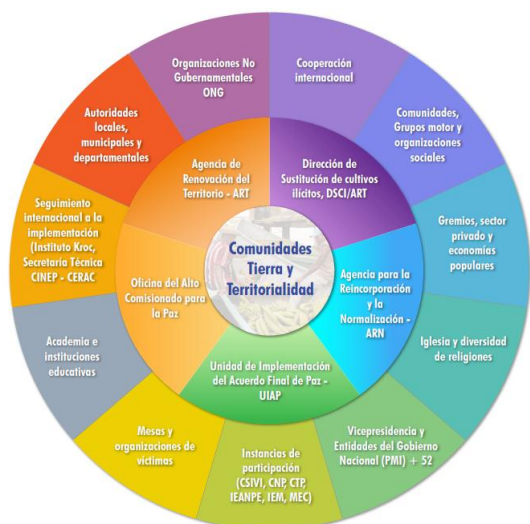 Organizaciones No
Gubernamentales
ONG
Cooperación
internacional
Comunidades,
Grupos motor y
organizaciones
sociales
Gremios, sector
privado y
economías
populares
Iglesia y diversidad
de religiones
Vicepresidencia y
Entidades del Gobierno
Nacional (PMI) + 52
Instancias de
participación
(CSIVI, CNP, CTP,
IEANPE, IEM, MEC)
Mesas y
organizaciones de
víctimas
Academia e
instituciones
educativas
Seguimiento
internacional a la
implementación
(Instituto Kroc,
Secretaría Técnica
CINEP - CERAC)
Autoridades
locales,
municipales y
departamentales
Agencia de
Renovación del
Territorio - ART
Dirección de
Sustitución de cultivos
ilícitos, DSCI/ART
Agencia para la
Reincorporación
y la
Normalización -
ARN
Unidad de Implementación
del Acuerdo Final de Paz -
UIAP
Oficina del Alto
Comisionado para
la Paz
Comunidades
Tierra y
Territorialidad